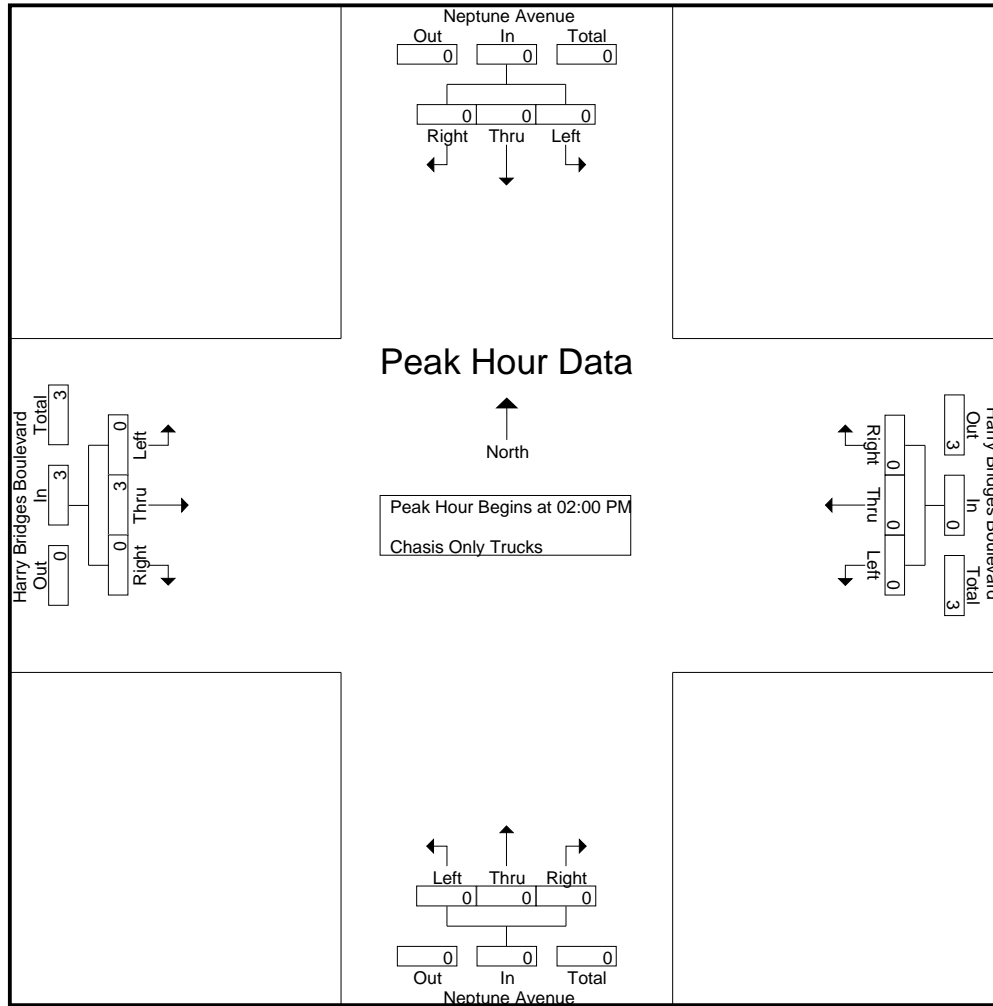 Neptune Avenue
Out In Total
0 0 0
0 0 0
Right Thru Left
Peak Hour Data
North
Peak Hour Begins at 02:00 PM
Chasis Only Trucks
Harry Bridges Boulevard
Out In Total
0 3 3
0 3 0
Right Thru Left
Harry Bridges Boulevard
Out In Total
3 0 3
0 0 0
Right Thru Left
Left Thru Right
0 0 0
0 0 0
Out In Total
Neptune Avenue